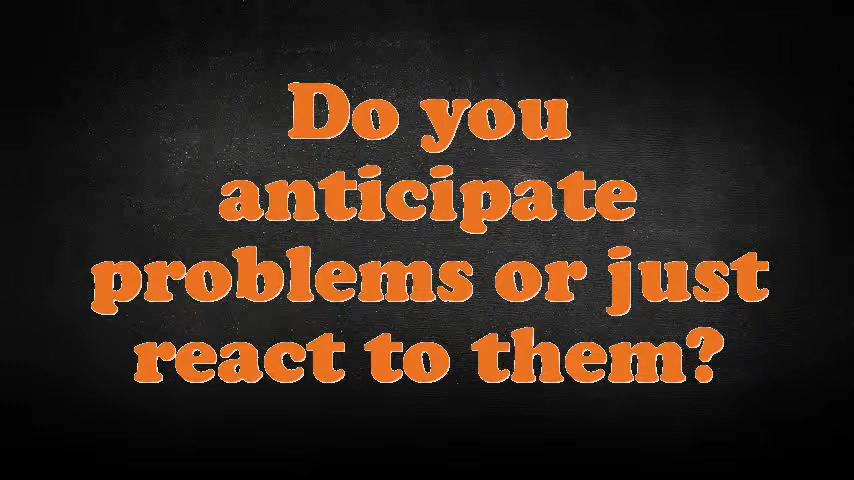 Do you
anticipate
problems or just
react to them?